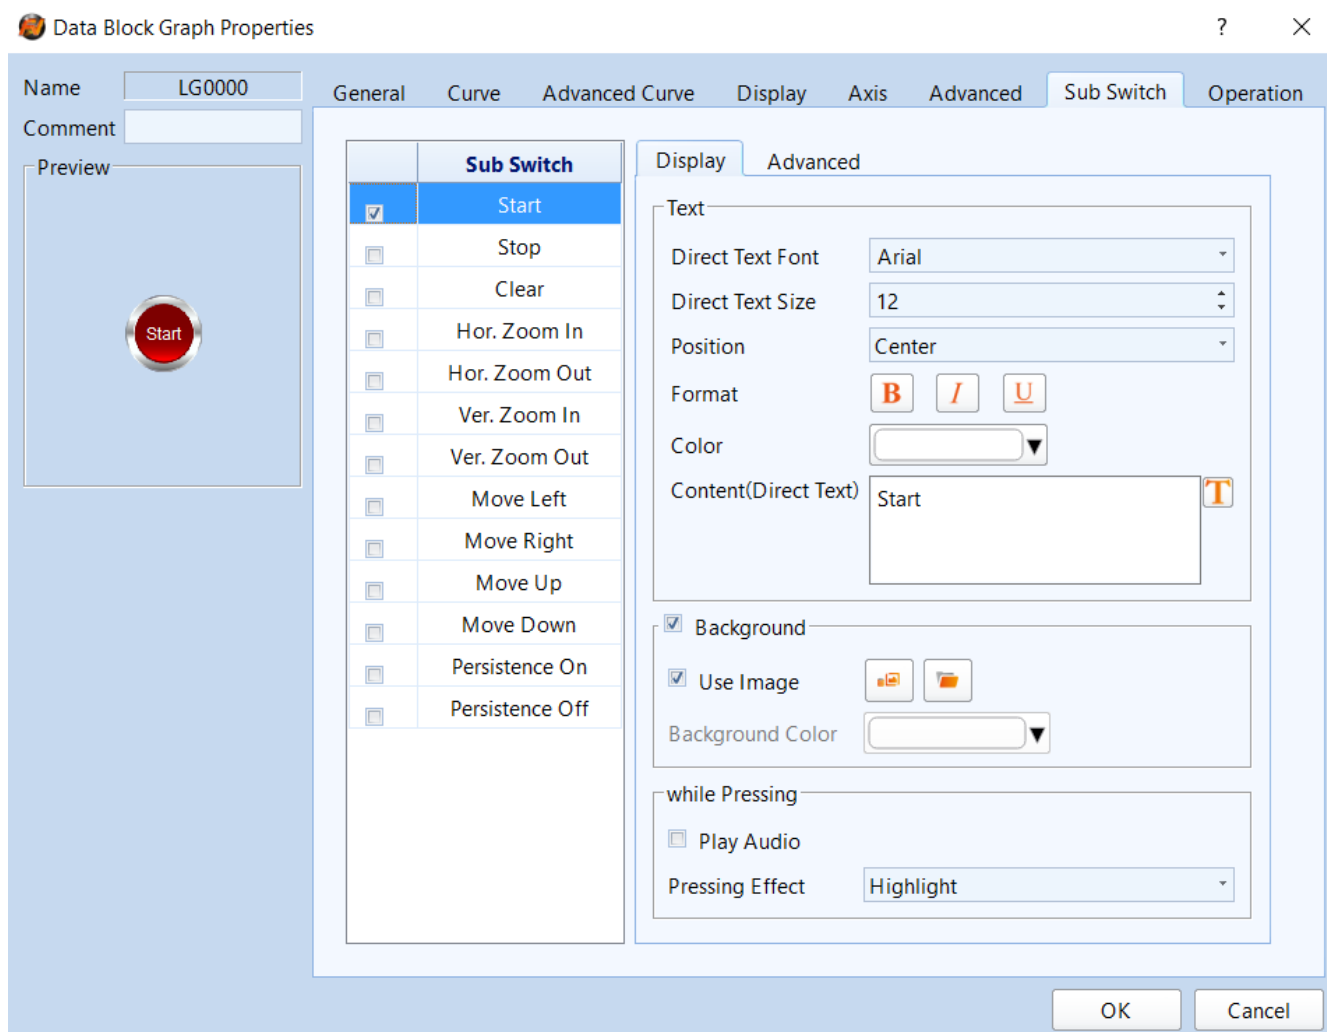 Data Block Graph Properties
?
Name LG0000
Comment
Preview
Start
General Curve Advanced Curve Display Axis Advanced Sub Switch Operation
Sub Switch
Start
Stop
Clear
Hor. Zoom In
Hor. Zoom Out
Ver. Zoom In
Ver. Zoom Out
Move Left
Move Right
Move Up
Move Down
Persistence On
Persistence Off
Display Advanced
Text
Direct Text Font Arial
Direct Text Size 12
Position Center
Format B I U
Color
Content(Direct Text) Start T
Background
Use Image
Background Color
while Pressing
Play Audio
Pressing Effect Highlight
OK Cancel